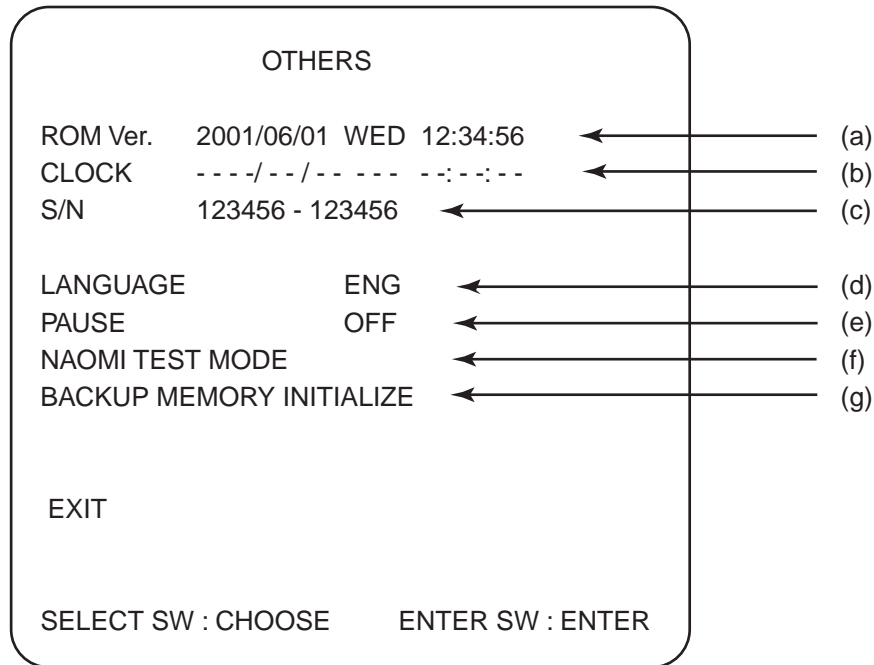 OTHERS
ROM Ver. 2001/06/01 WED 12:34:56 (a)
CLOCK - - - -/ - - / - - - - - - -: - -: - - (b)
S/N 123456 - 123456 (c)
LANGUAGE ENG (d)
PAUSE OFF (e)
NAOMI TEST MODE (f)
BACKUP MEMORY INITIALIZE (g)
EXIT
SELECT SW : CHOOSE ENTER SW : ENTER